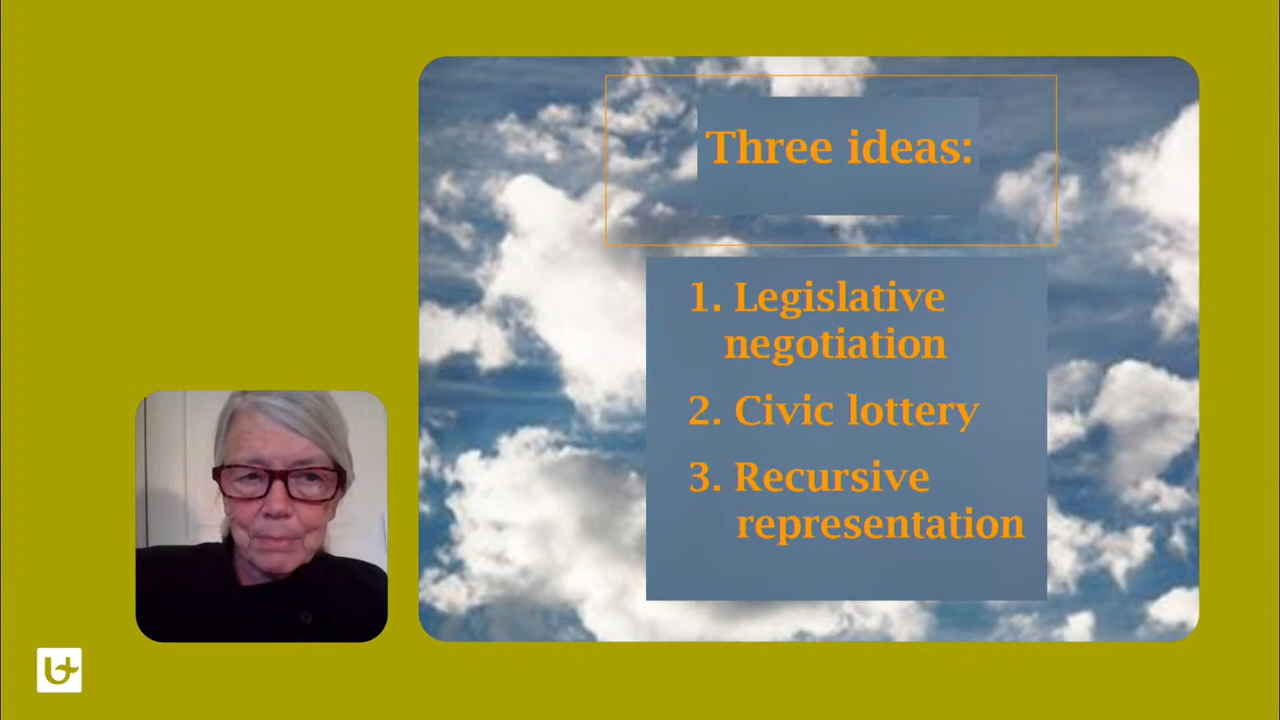 Three ideas:
1. Legislative
negotiation
2. Civic lottery
3. Recursive
representation